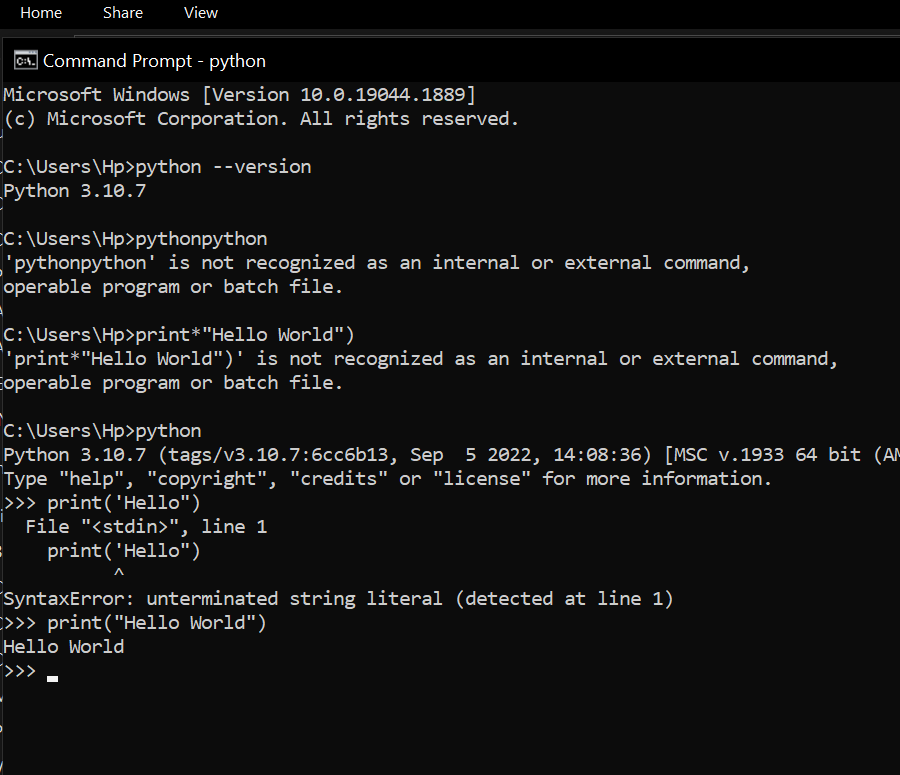 Home Share View
Command Prompt - python
Microsoft Windows [Version 10.0.19044.1889]
(c) Microsoft Corporation. All rights reserved.
C:\Users\Hp>python --version
Python 3.10.7
C:\Users\Hp>pythonpython
'pythonpython' is not recognized as an internal or external command,
operable program or batch file.
C:\Users\Hp>print*"Hello World")
'print*"Hello World")' is not recognized as an internal or external command,
operable program or batch file.
C:\Users\Hp>python
Python 3.10.7 (tags/v3.10.7:6cc6b13, Sep  5 2022, 14:08:36) [MSC v.1933 64 bit (AM
Type "help", "copyright", "credits" or "license" for more information.
>>> print('Hello")
  File "<stdin>", line 1
    print('Hello")
          ^
SyntaxError: unterminated string literal (detected at line 1)
>>> print("Hello World")
Hello World
>>>